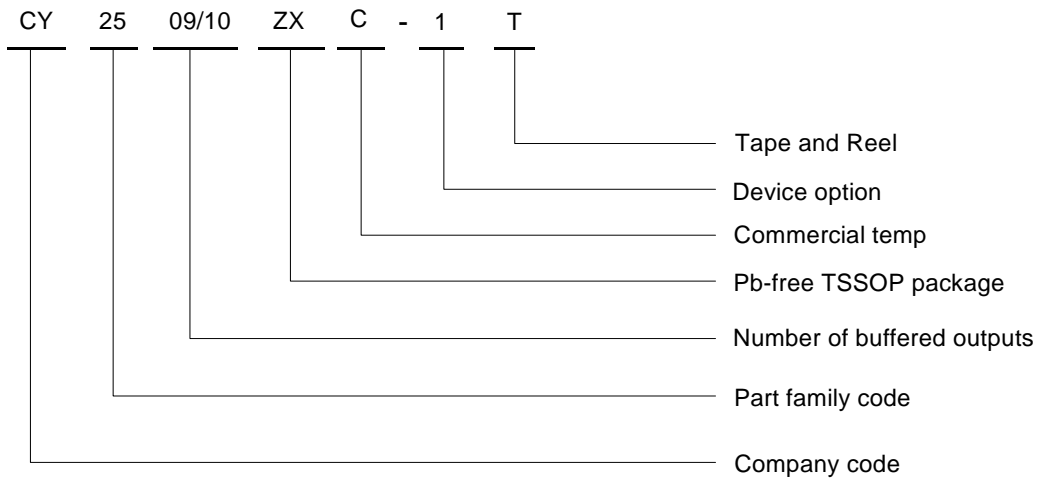 CY 25 09/10 ZX C - 1 T
Tape and Reel
Device option
Commercial temp
Pb-free TSSOP package
Number of buffered outputs
Part family code
Company code